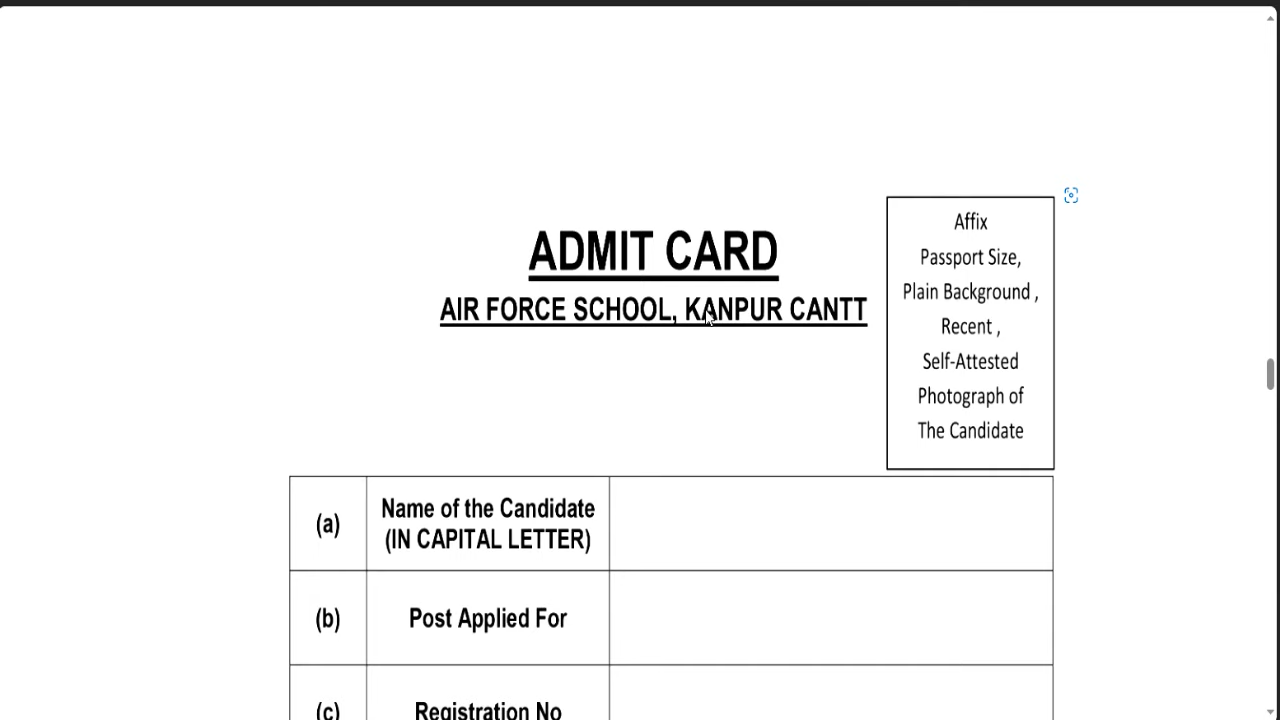 ADMIT CARD
AIR FORCE SCHOOL, KANPUR CANTT
Affix
Passport Size,
Plain Background ,
Recent ,
Self-Attested
Photograph of
The Candidate
(a) Name of the Candidate
(IN CAPITAL LETTER)
(b) Post Applied For
(c) Registration No